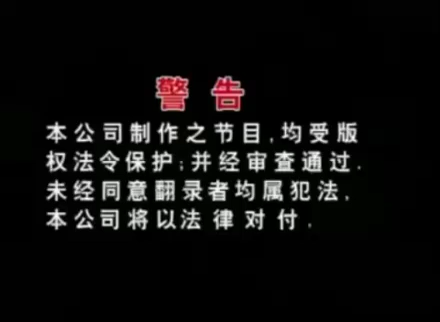 警告
本公司制作之节目,均受版
权法令保护;并经审查通过.
未经同意翻录者均属犯法,
本公司将以法律对付.